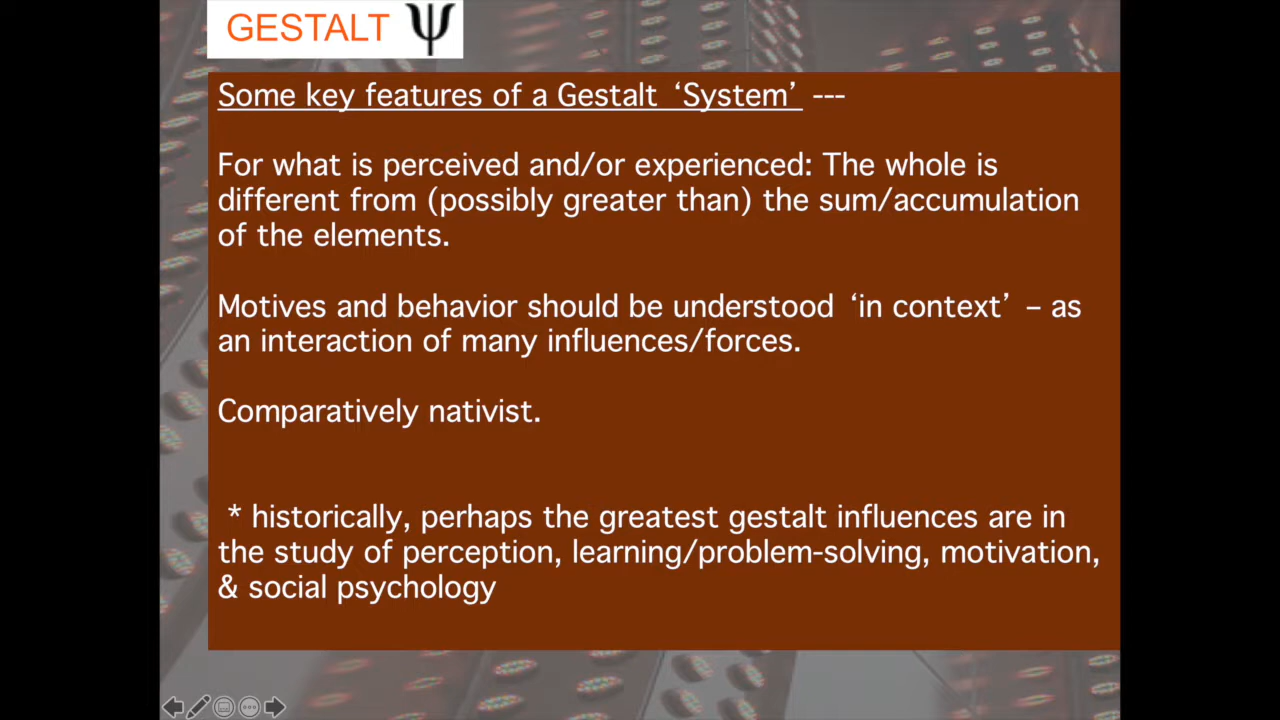 GESTALT Ψ
Some key features of a Gestalt ‘System’ ---
For what is perceived and/or experienced: The whole is
different from (possibly greater than) the sum/accumulation
of the elements.
Motives and behavior should be understood ‘in context’ – as
an interaction of many influences/forces.
Comparatively nativist.
* historically, perhaps the greatest gestalt influences are in
the study of perception, learning/problem-solving, motivation,
& social psychology